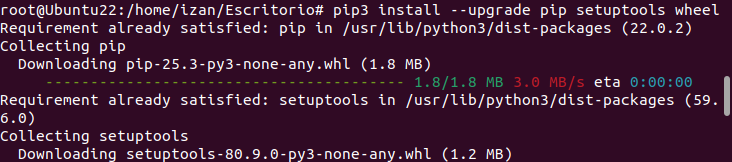 root@Ubuntu22:/home/izan/Escritorio# pip3 install --upgrade pip setuptools wheel
Requirement already satisfied: pip in /usr/lib/python3/dist-packages (22.0.2)
Collecting pip
  Downloading pip-25.3-py3-none-any.whl (1.8 MB)
     ---------------------------------------- 1.8/1.8 MB 3.0 MB/s eta 0:00:00
Requirement already satisfied: setuptools in /usr/lib/python3/dist-packages (59.
6.0)
Collecting setuptools
  Downloading setuptools-80.9.0-py3-none-any.whl (1.2 MB)